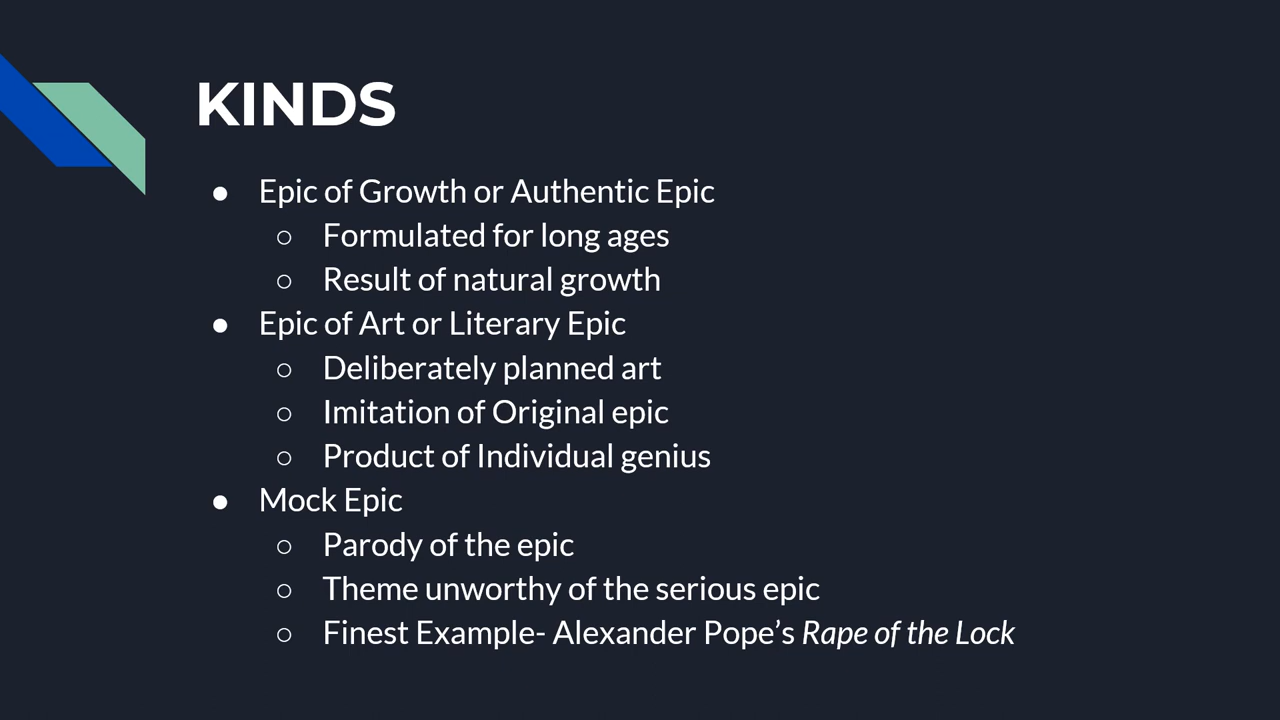 KINDS
● Epic of Growth or Authentic Epic
○ Formulated for long ages
○ Result of natural growth
● Epic of Art or Literary Epic
○ Deliberately planned art
○ Imitation of Original epic
○ Product of Individual genius
● Mock Epic
○ Parody of the epic
○ Theme unworthy of the serious epic
○ Finest Example- Alexander Pope’s Rape of the Lock